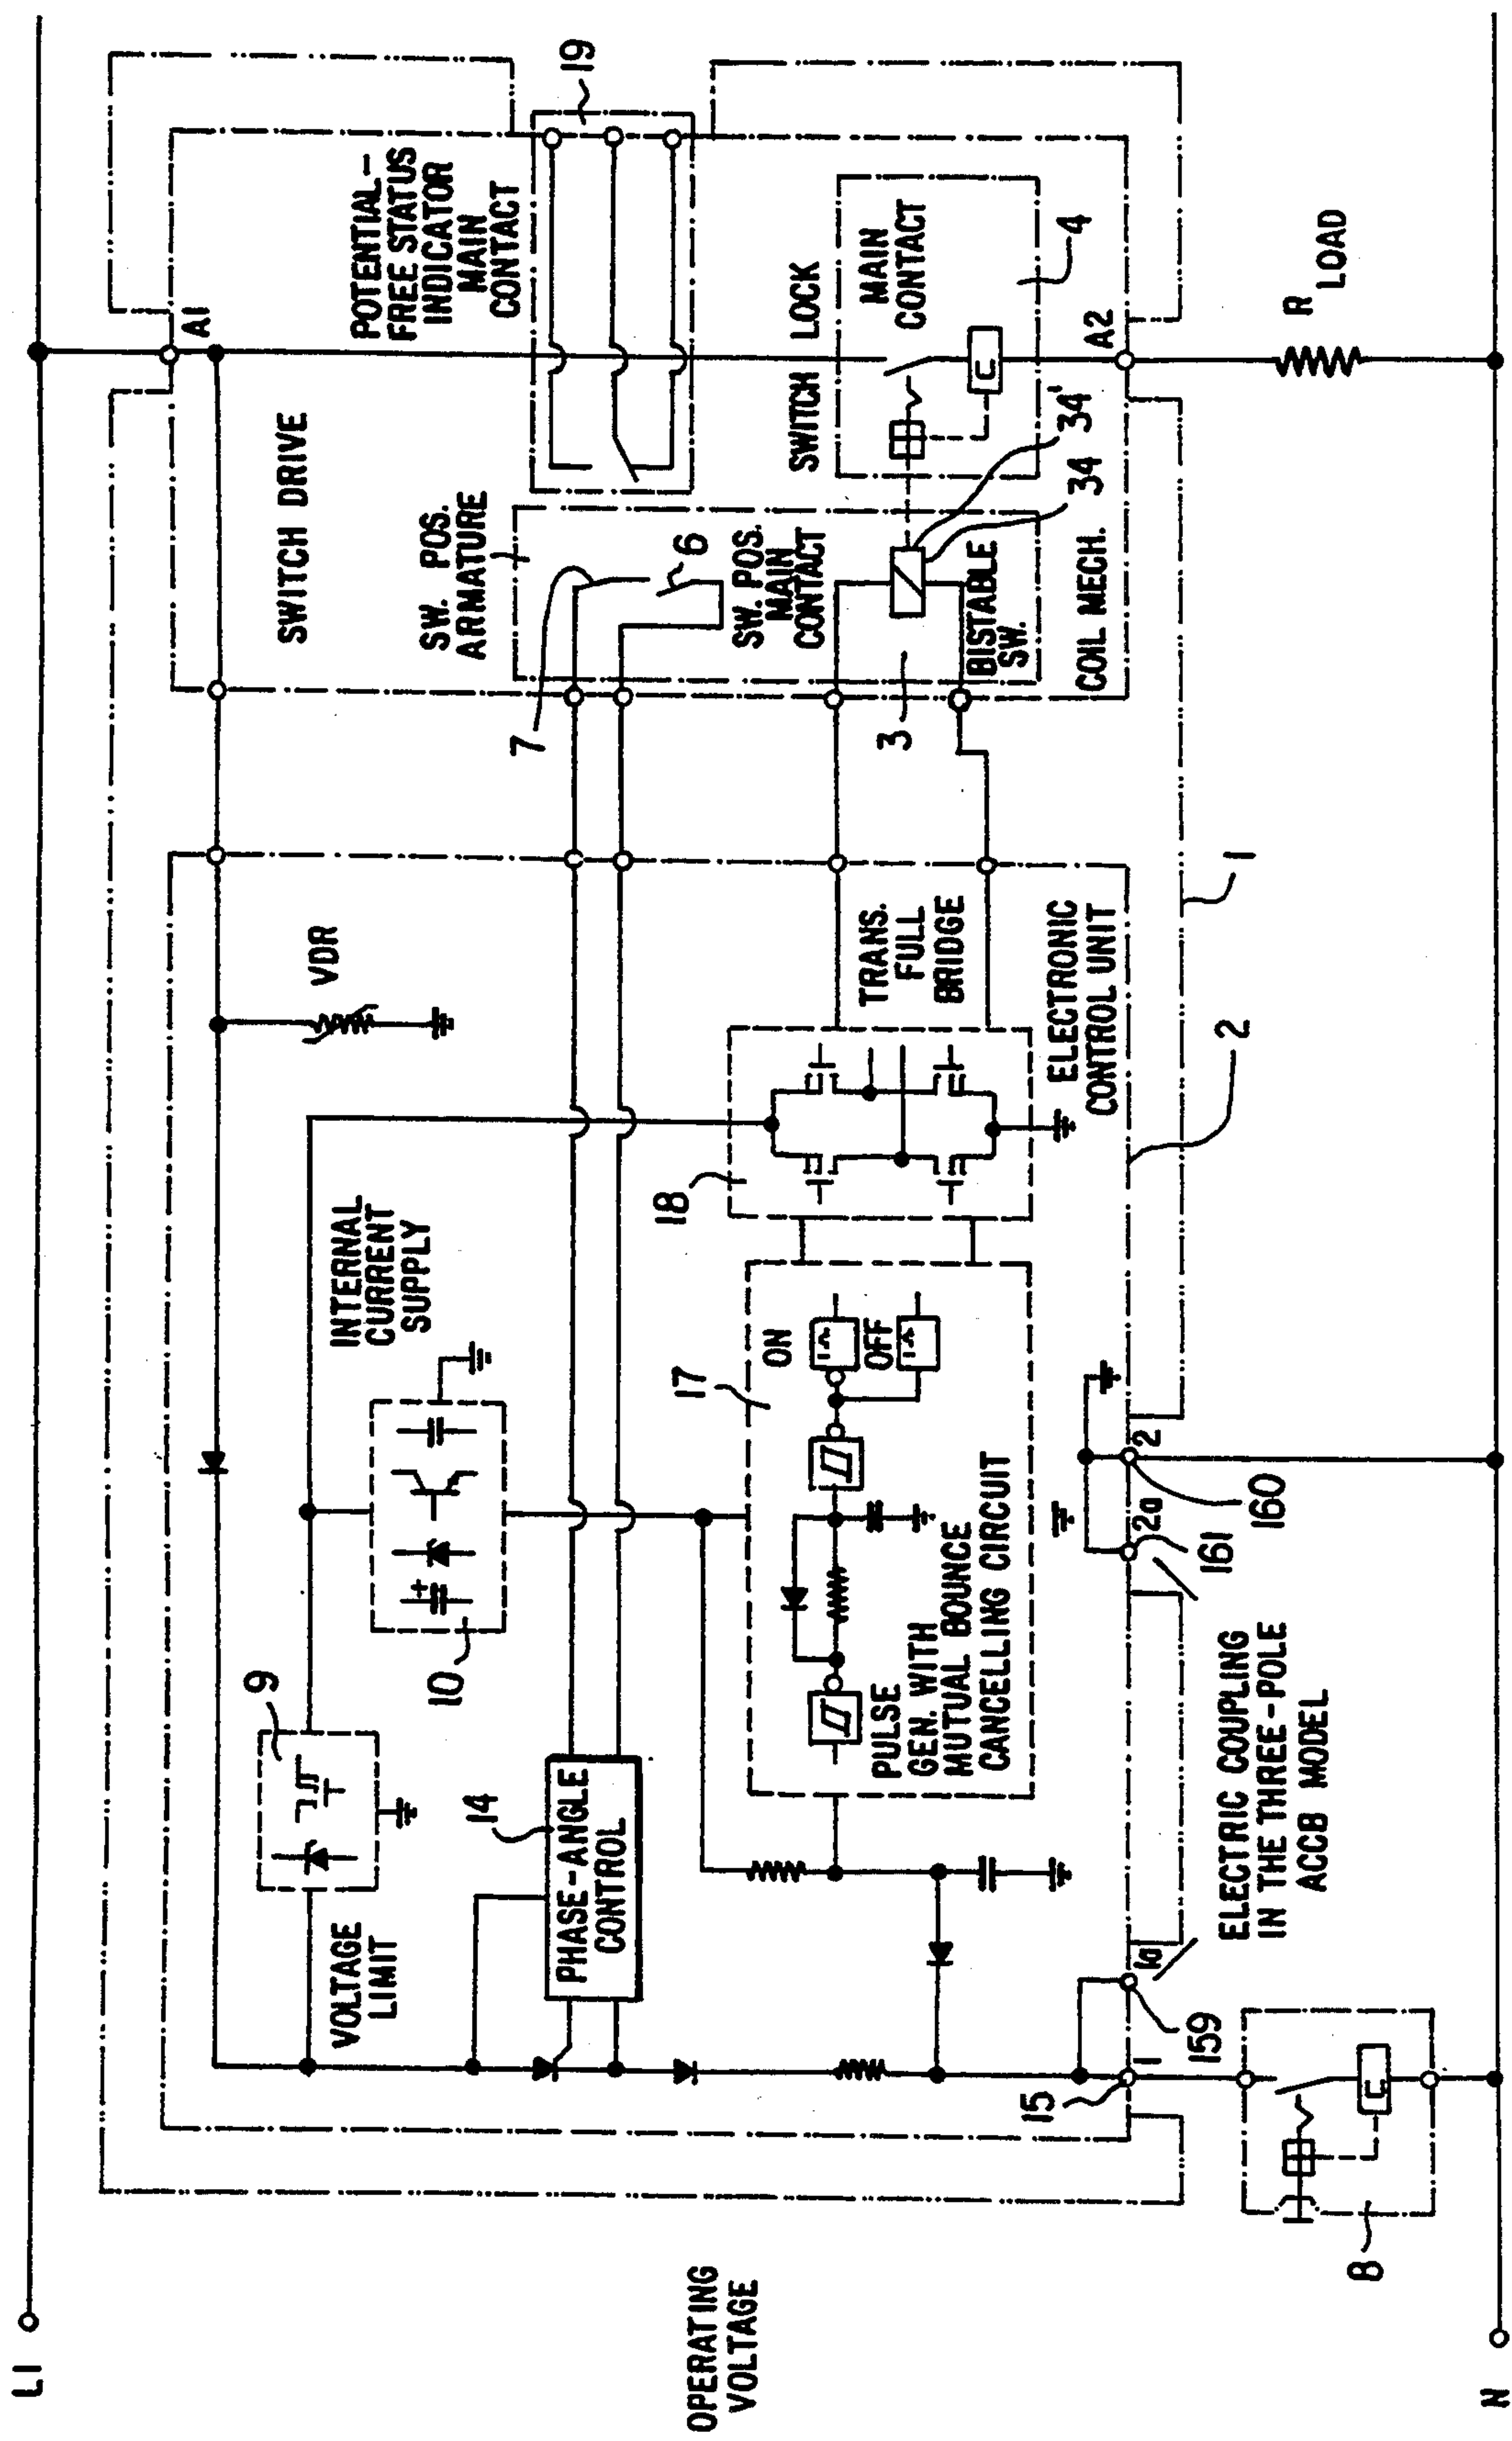 L1
OPERATING
VOLTAGE
N
8
15
1
159
1a
ELECTRIC COUPLING
IN THE THREE-POLE
ACCB MODEL
161
2a
160
2
VOLTAGE
LIMIT
9
10
INTERNAL
CURRENT
SUPPLY
14
PHASE-ANGLE
CONTROL
17
PULSE
GEN. WITH
MUTUAL BOUNCE
CANCELLING CIRCUIT
ON
OFF
18
TRANS.
FULL
BRIDGE
ELECTRONIC
CONTROL UNIT
2
1
VDR
SWITCH DRIVE
7
SW. POS.
ARMATURE
6
SW. POS.
MAIN
CONTACT
3
BISTABLE
SW.
COIL MECH.
34
34'
SWITCH LOCK
MAIN
CONTACT
4
POTENTIAL-
FREE STATUS
INDICATOR
MAIN
CONTACT
19
A1
A2
R LOAD